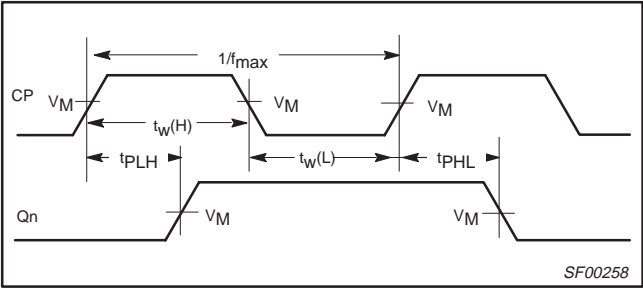 1/fmax
CP VM VM VM
tw(H)
tPLH tw(L) tPHL
Qn VM VM
SF00258